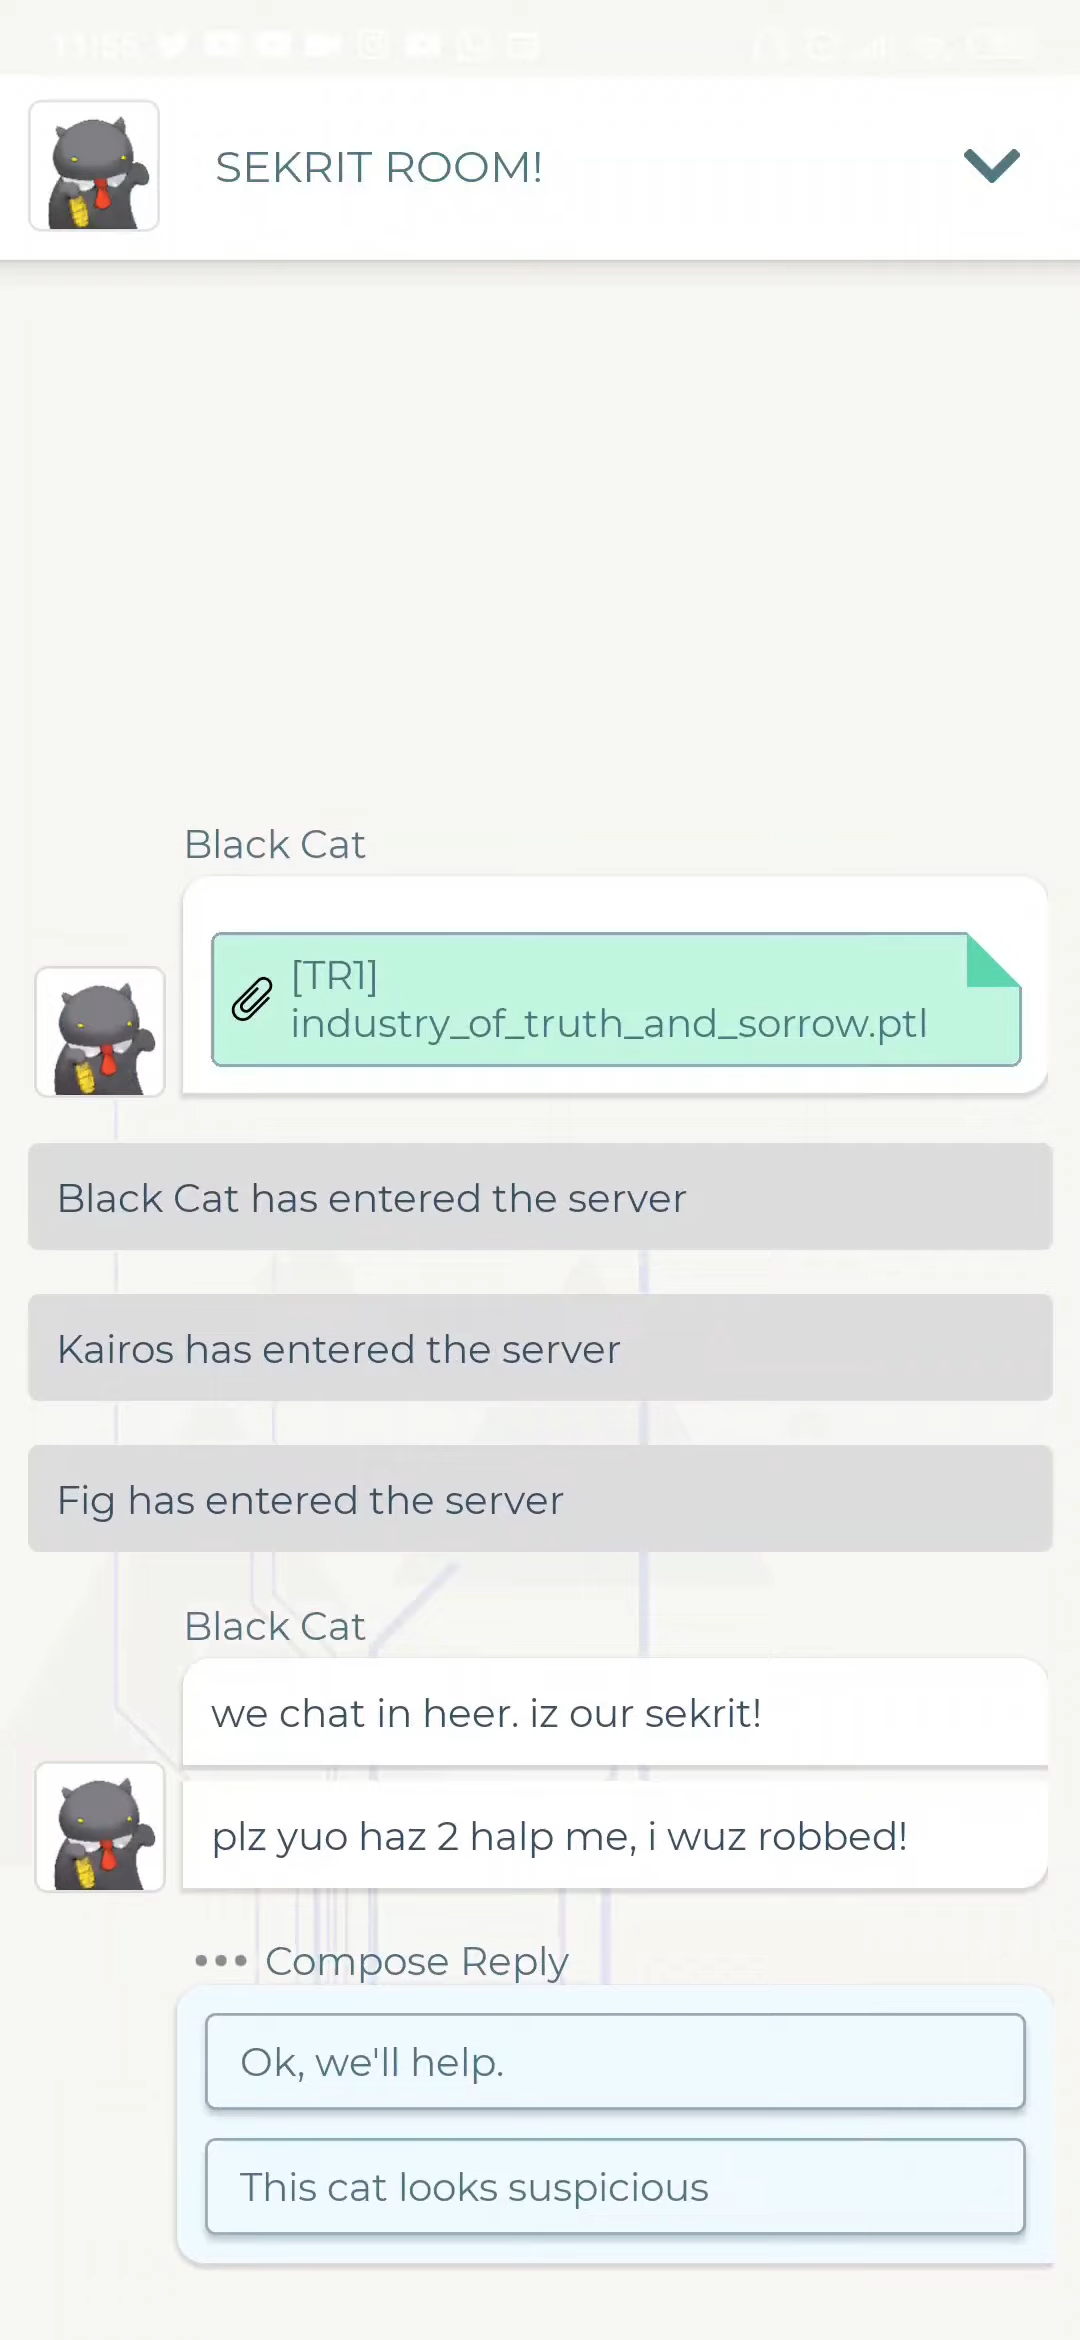 11:55
SEKRIT ROOM!
Black Cat
[TR1]
industry_of_truth_and_sorrow.ptl
Black Cat has entered the server
Kairos has entered the server
Fig has entered the server
Black Cat
we chat in heer. iz our sekrit!
plz yuo haz 2 halp me, i wuz robbed!
••• Compose Reply
Ok, we'll help.
This cat looks suspicious